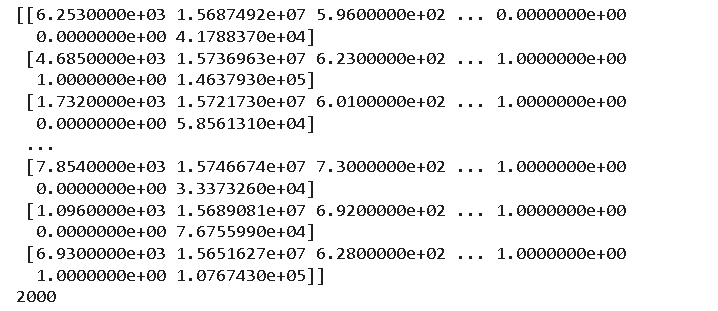 [[6.2530000e+03 1.5687492e+07 5.9600000e+02 ... 0.0000000e+00
0.0000000e+00 4.1788370e+04]
[4.6850000e+03 1.5736963e+07 6.2300000e+02 ... 1.0000000e+00
1.0000000e+00 1.4637930e+05]
[1.7320000e+03 1.5721730e+07 6.0100000e+02 ... 1.0000000e+00
0.0000000e+00 5.8561310e+04]
...
[7.8540000e+03 1.5746674e+07 7.3000000e+02 ... 1.0000000e+00
0.0000000e+00 3.3373260e+04]
[1.0960000e+03 1.5689081e+07 6.9200000e+02 ... 1.0000000e+00
0.0000000e+00 7.6755990e+04]
[6.9300000e+03 1.5651627e+07 6.2800000e+02 ... 1.0000000e+00
1.0000000e+00 1.0767430e+05]]
2000